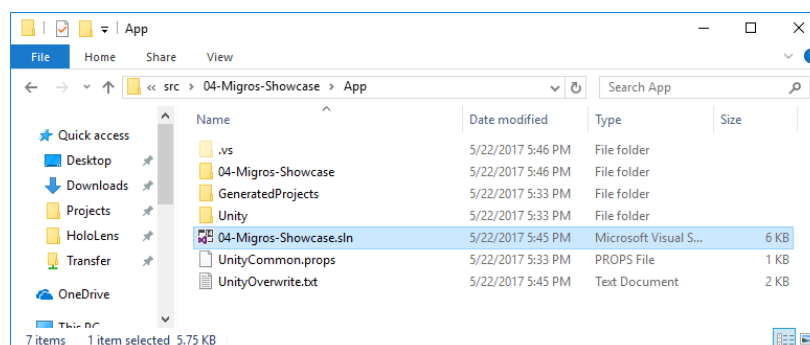 App
File Home Share View
« src › 04-Migros-Showcase › App Search App
Name Date modified Type Size
Quick access
Desktop
Downloads
Projects
HoloLens
Transfer
OneDrive
This PC
.vs 5/22/2017 5:46 PM File folder
04-Migros-Showcase 5/22/2017 5:46 PM File folder
GeneratedProjects 5/22/2017 5:33 PM File folder
Unity 5/22/2017 5:33 PM File folder
04-Migros-Showcase.sln 5/22/2017 5:45 PM Microsoft Visual S... 6 KB
UnityCommon.props 5/22/2017 5:33 PM PROPS File 1 KB
UnityOverwrite.txt 5/22/2017 5:45 PM Text Document 2 KB
7 items 1 item selected 5.75 KB